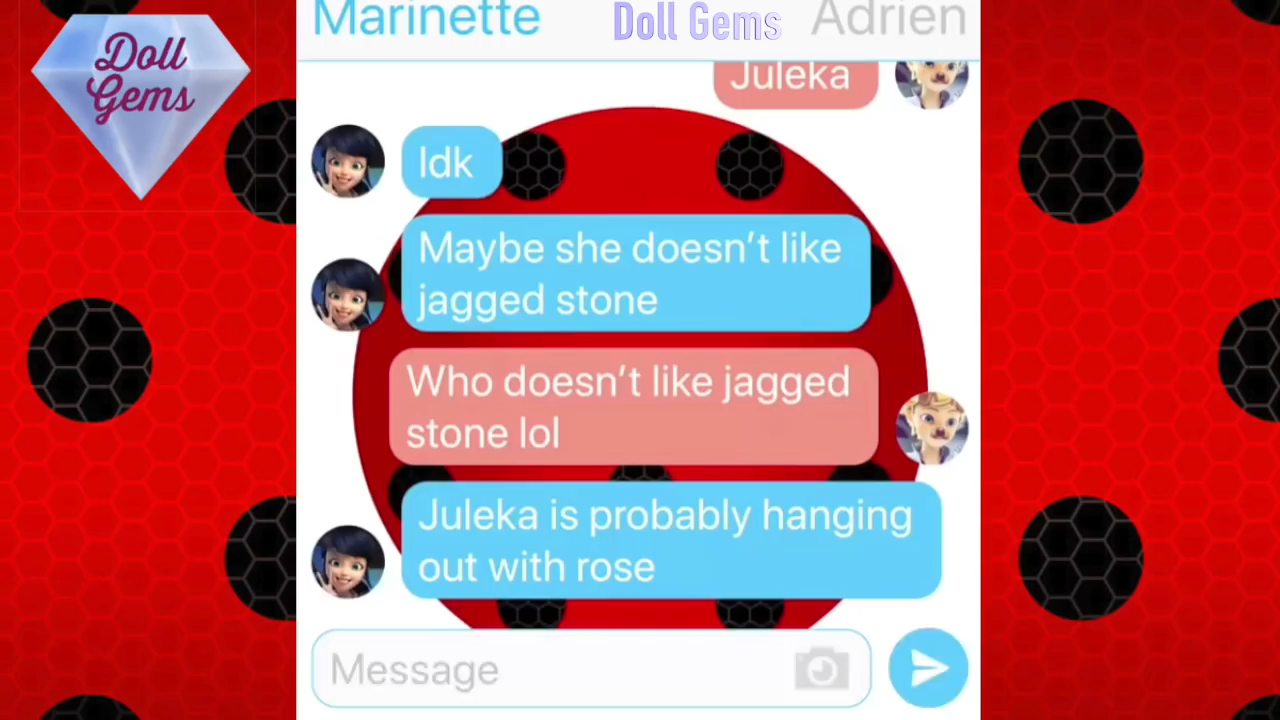 Doll
Gems
Marinette
Doll Gems
Adrien
Juleka
Idk
Maybe she doesn't like
jagged stone
Who doesn't like jagged
stone lol
Juleka is probably hanging
out with rose
Message